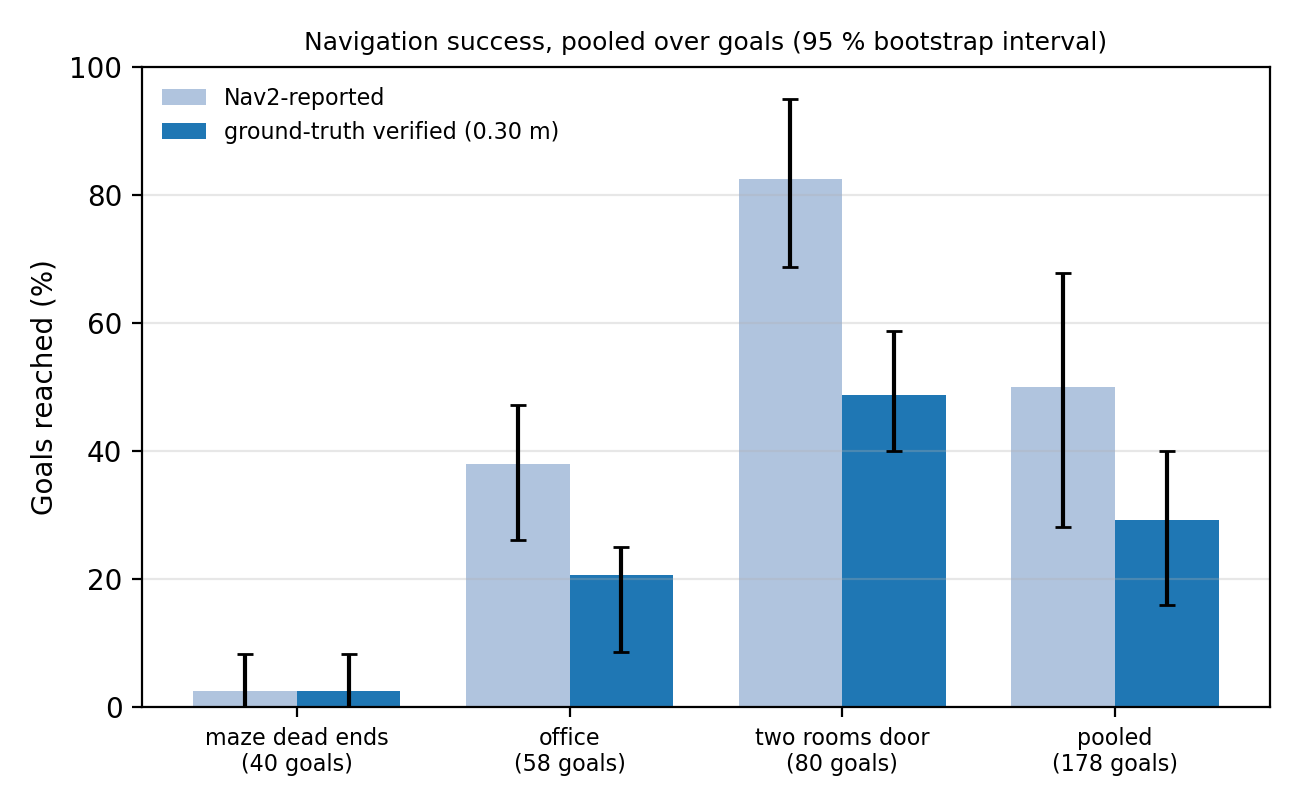 Navigation success, pooled over goals (95 % bootstrap interval)
Nav2-reported
ground-truth verified (0.30 m)
Goals reached (%)
100
80
60
40
20
0
maze dead ends
(40 goals)
office
(58 goals)
two rooms door
(80 goals)
pooled
(178 goals)